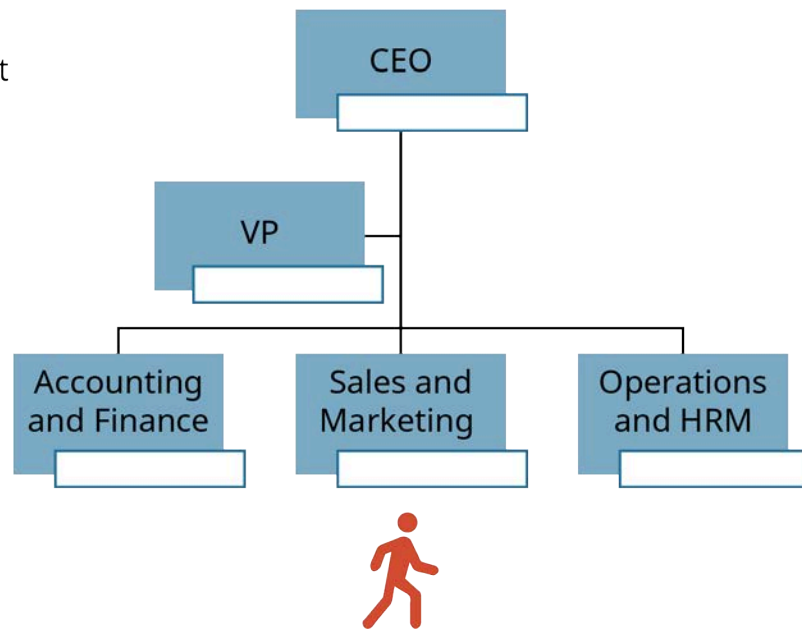 t
CEO
VP
Accounting
and Finance
Sales and
Marketing
Operations
and HRM